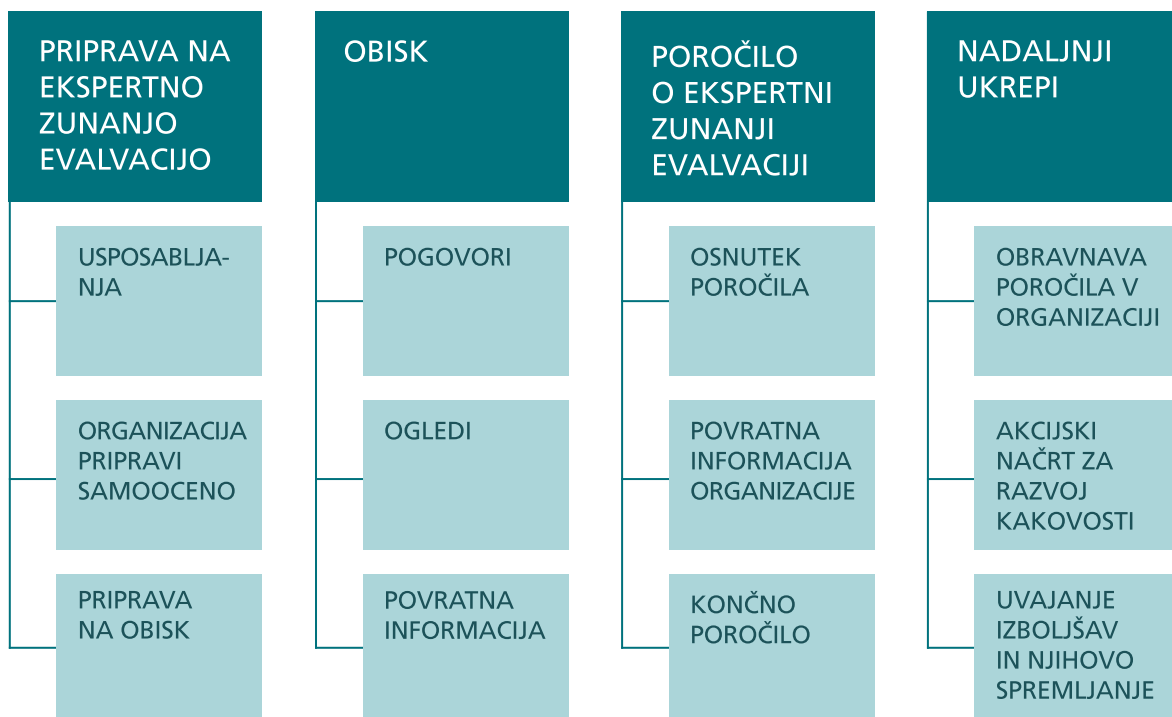 PRIPRAVA NA
EKSPERTNO
ZUNANJO
EVALVACIJO
USPOSABLJA-
NJA
ORGANIZACIJA
PRIPRAVI
SAMOOCENO
PRIPRAVA
NA OBISK
OBISK
POGOVORI
OGLEDI
POVRATNA
INFORMACIJA
POROČILO
O EKSPERTNI
ZUNANJI
EVALVACIJI
OSNUTEK
POROČILA
POVRATNA
INFORMACIJA
ORGANIZACIJE
KONČNO
POROČILO
NADALJNJI
UKREPI
OBRAVNAVA
POROČILA V
ORGANIZACIJI
AKCIJSKI
NAČRT ZA
RAZVOJ
KAKOVOSTI
UVAJANJE
IZBOLJŠAV
IN NJIHOVO
SPREMLJANJE